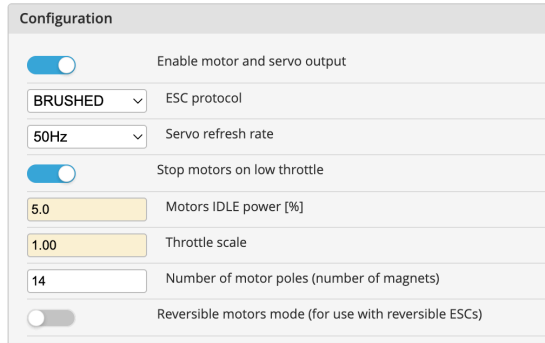 Configuration
Enable motor and servo output
BRUSHED ESC protocol
50Hz Servo refresh rate
Stop motors on low throttle
5.0 Motors IDLE power [%]
1.00 Throttle scale
14 Number of motor poles (number of magnets)
Reversible motors mode (for use with reversible ESCs)